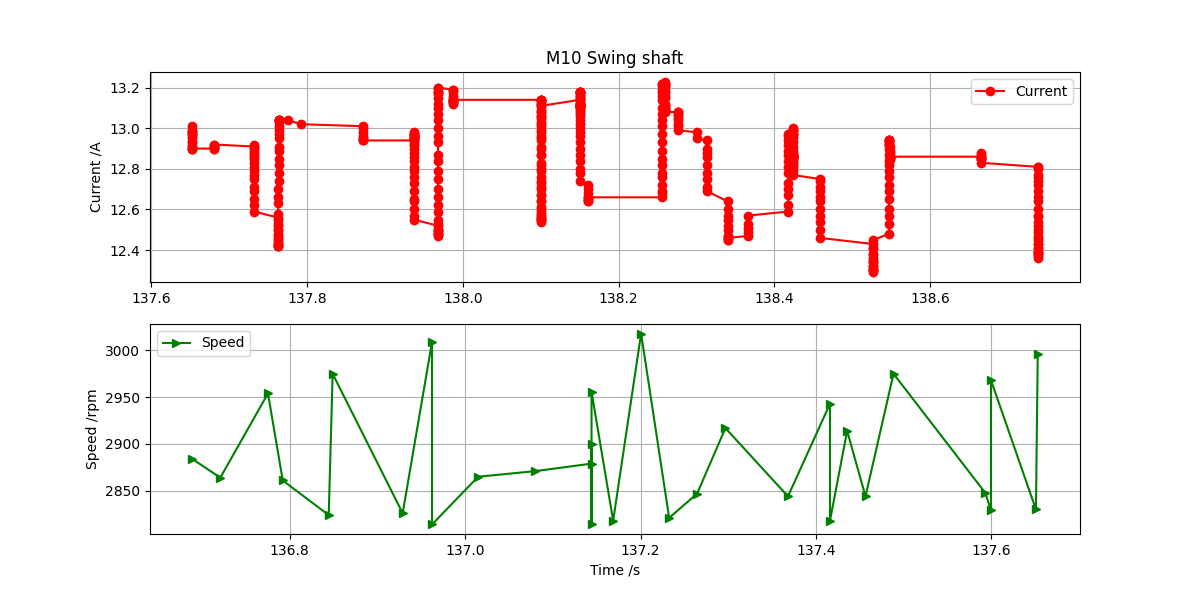 M10 Swing shaft
Current /A
13.2
13.0
12.8
12.6
12.4
Current
137.6 137.8 138.0 138.2 138.4 138.6
Speed /rpm
3000
2950
2900
2850
Speed
136.8 137.0 137.2 137.4 137.6
Time /s